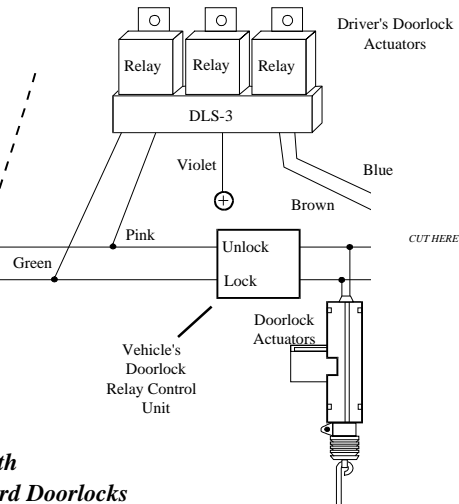 Driver's Doorlock
Actuators
Relay
Relay
Relay
DLS-3
Violet
Blue
Brown
CUT HERE
Pink
Unlock
Green
Lock
Doorlock
Actuators
Vehicle's
Doorlock
Relay Control
Unit
th
rd Doorlocks